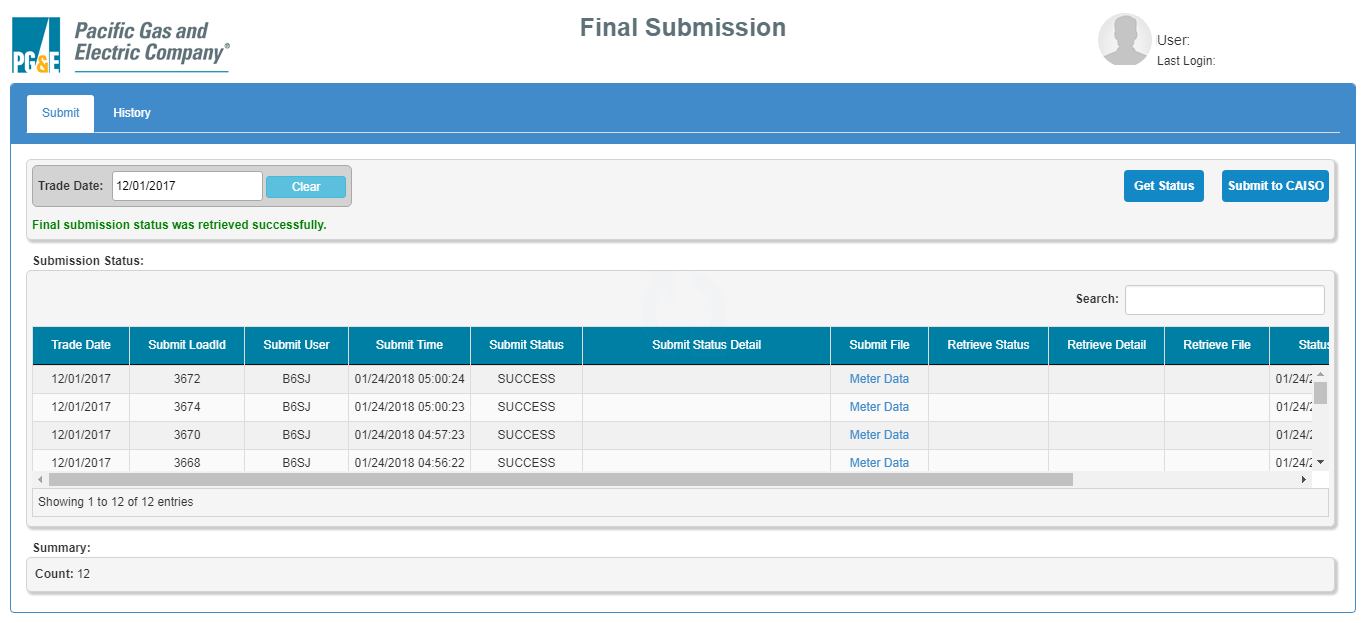 Pacific Gas and
Electric Company®
PG&E
Final Submission
User:
Last Login:
Submit History
Trade Date: 12/01/2017 Clear Get Status Submit to CAISO
Final submission status was retrieved successfully.
Submission Status:
Search:
Trade Date Submit LoadId Submit User Submit Time Submit Status Submit Status Detail Submit File Retrieve Status Retrieve Detail Retrieve File Status
12/01/2017 3672 B6SJ 01/24/2018 05:00:24 SUCCESS Meter Data 01/24/2
12/01/2017 3674 B6SJ 01/24/2018 05:00:23 SUCCESS Meter Data 01/24/2
12/01/2017 3670 B6SJ 01/24/2018 04:57:23 SUCCESS Meter Data 01/24/2
12/01/2017 3668 B6SJ 01/24/2018 04:56:22 SUCCESS Meter Data 01/24/2
Showing 1 to 12 of 12 entries
Summary:
Count: 12